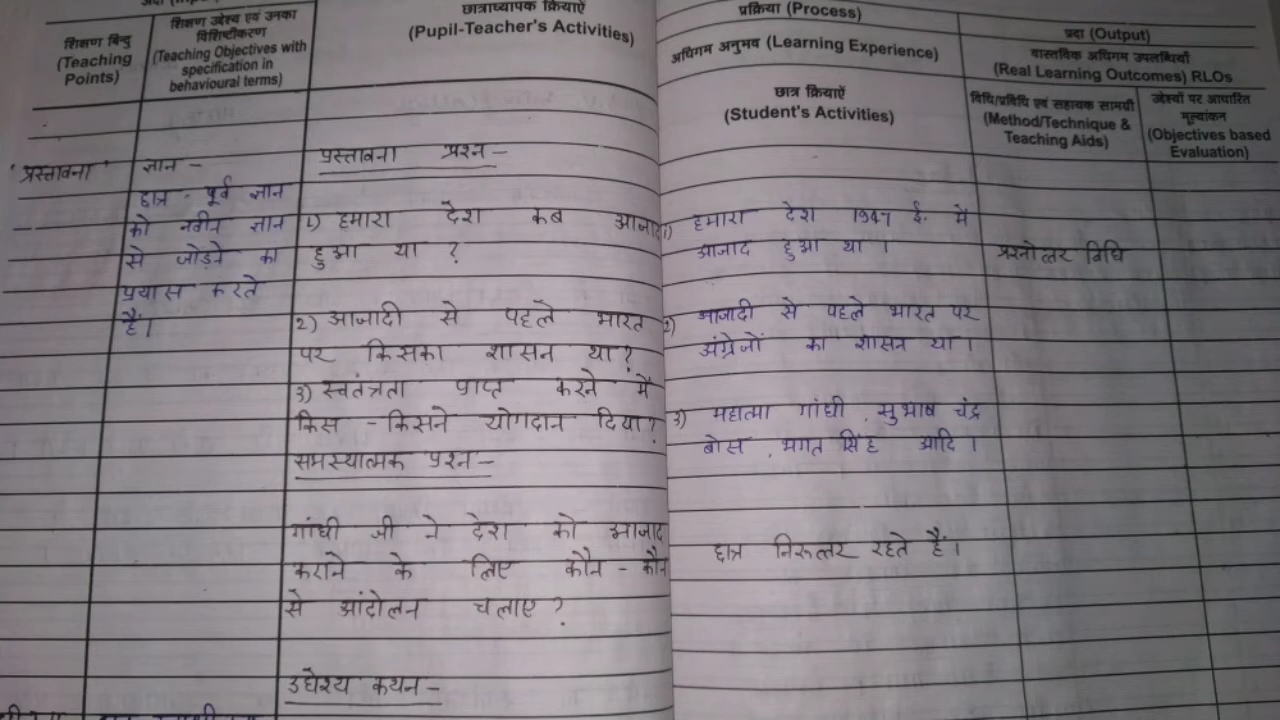 शिक्षण बिन्दु
(Teaching
Points)
शिक्षण उद्देश्य एवं उनका
विशिष्टीकरण
(Teaching Objectives with
specification in
behavioural terms)
छात्राध्यापक क्रियाऐं
(Pupil-Teacher's Activities)
प्रक्रिया (Process)
अधिगम अनुभव (Learning Experience)
छात्र क्रियाऐं
(Student's Activities)
प्रदा (Output)
वास्तविक अधिगम उपलब्धियाँ
(Real Learning Outcomes) RLOs
विधि/प्रविधि एवं सहायक सामग्री
(Method/Technique &
Teaching Aids)
उद्देश्यों पर आधारित
मूल्यांकन
(Objectives based
Evaluation)
'प्रस्तावना'
ज्ञान –
छात्र - पूर्व ज्ञान
को नवीन ज्ञान
से जोड़ने का
प्रयास करते
हैं।
प्रस्तावना प्रश्न –
1) हमारा देश कब आजाद
हुआ था ?
2) आजादी से पहले भारत
पर किसका शासन था ?
3) स्वतंत्रता प्राप्त करने में
किस - किसने योगदान दिया ?
समस्यात्मक प्रश्न –
गांधी जी ने देश को आजाद
कराने के लिए कौन - कौन
से आंदोलन चलाए ?
उद्देश्य कथन –
1) हमारा देश 1947 ई. में
आजाद हुआ था ।
2) आजादी से पहले भारत पर
अंग्रेजों का शासन था ।
3) महात्मा गांधी , सुभाष चंद्र
बोस , भगत सिंह आदि ।
छात्र निरूत्तर रहते हैं ।
प्रश्नोत्तर विधि